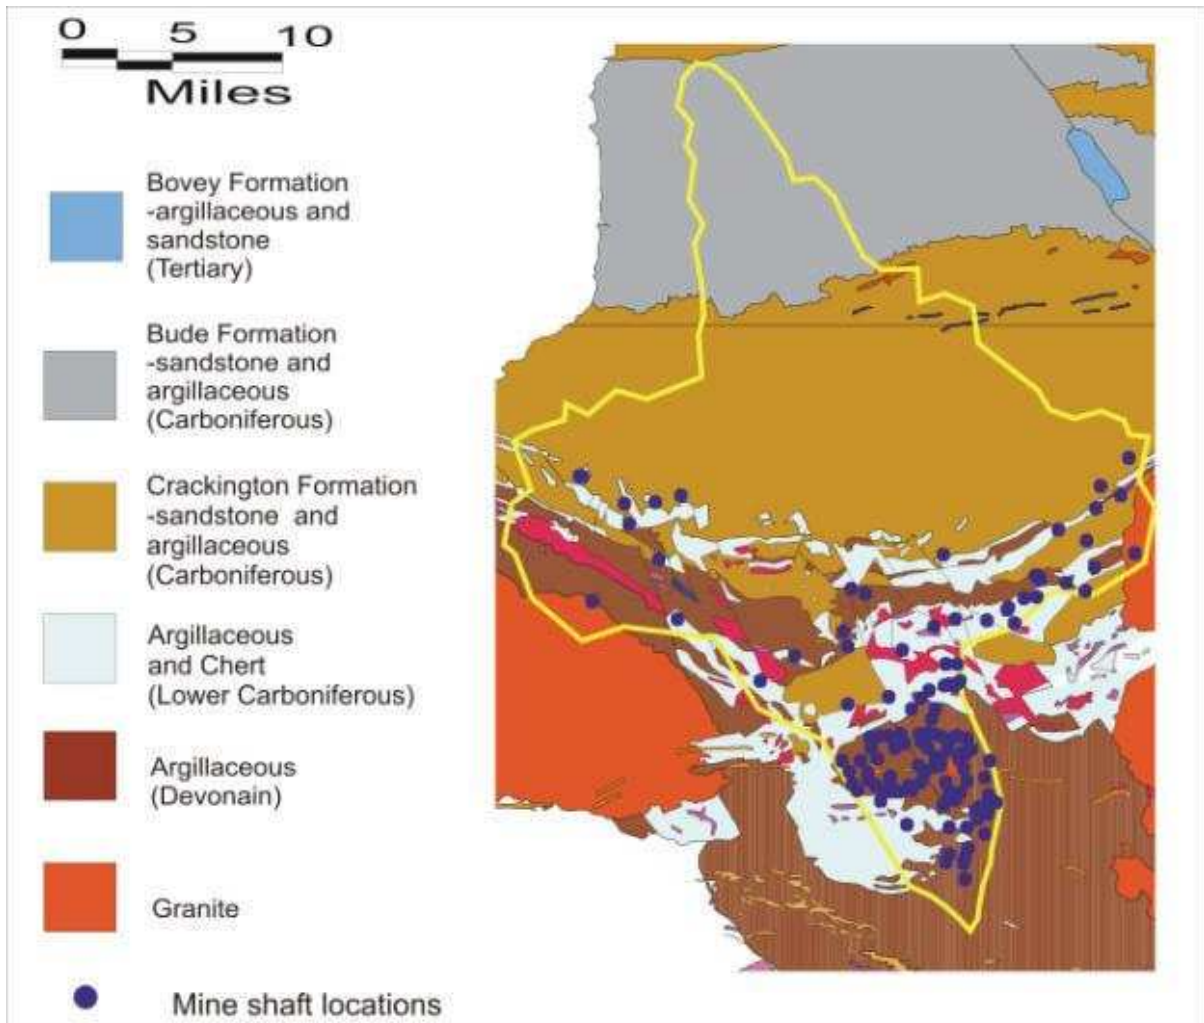 0 5 10
Miles
Bovey Formation
-argillaceous and
sandstone
(Tertiary)
Bude Formation
-sandstone and
argillaceous
(Carboniferous)
Crackington Formation
-sandstone and
argillaceous
(Carboniferous)
Argillaceous
and Chert
(Lower Carboniferous)
Argillaceous
(Devonain)
Granite
Mine shaft locations